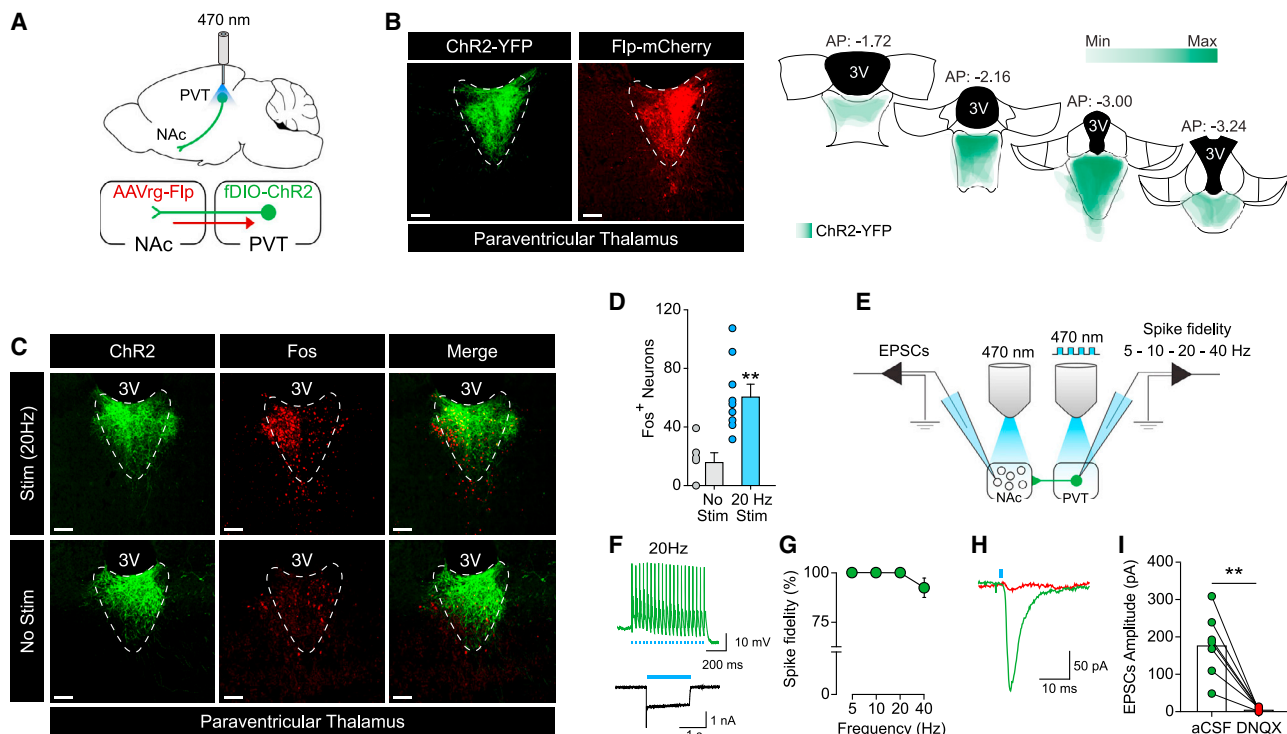 A
470 nm
PVT
NAc
AAVrg-Flp
fDIO-ChR2
NAc
PVT
B
ChR2-YFP
Flp-mCherry
Paraventricular Thalamus
AP: -1.72
3V
AP: -2.16
3V
AP: -3.00
3V
AP: -3.24
3V
Min
Max
ChR2-YFP
C
ChR2
Fos
Merge
Stim (20Hz)
3V
3V
3V
No Stim
3V
3V
3V
Paraventricular Thalamus
D
Fos+ Neurons
120
80
40
0
**
No Stim
20 Hz Stim
E
EPSCs
470 nm
470 nm
Spike fidelity
5 - 10 - 20 - 40 Hz
NAc
PVT
F
20Hz
10 mV
200 ms
1 nA
G
Spike fidelity (%)
100
75
0
5 10 20 40
Frequency (Hz)
H
50 pA
10 ms
I
EPSCs Amplitude (pA)
400
300
200
100
0
**
aCSF DNQX